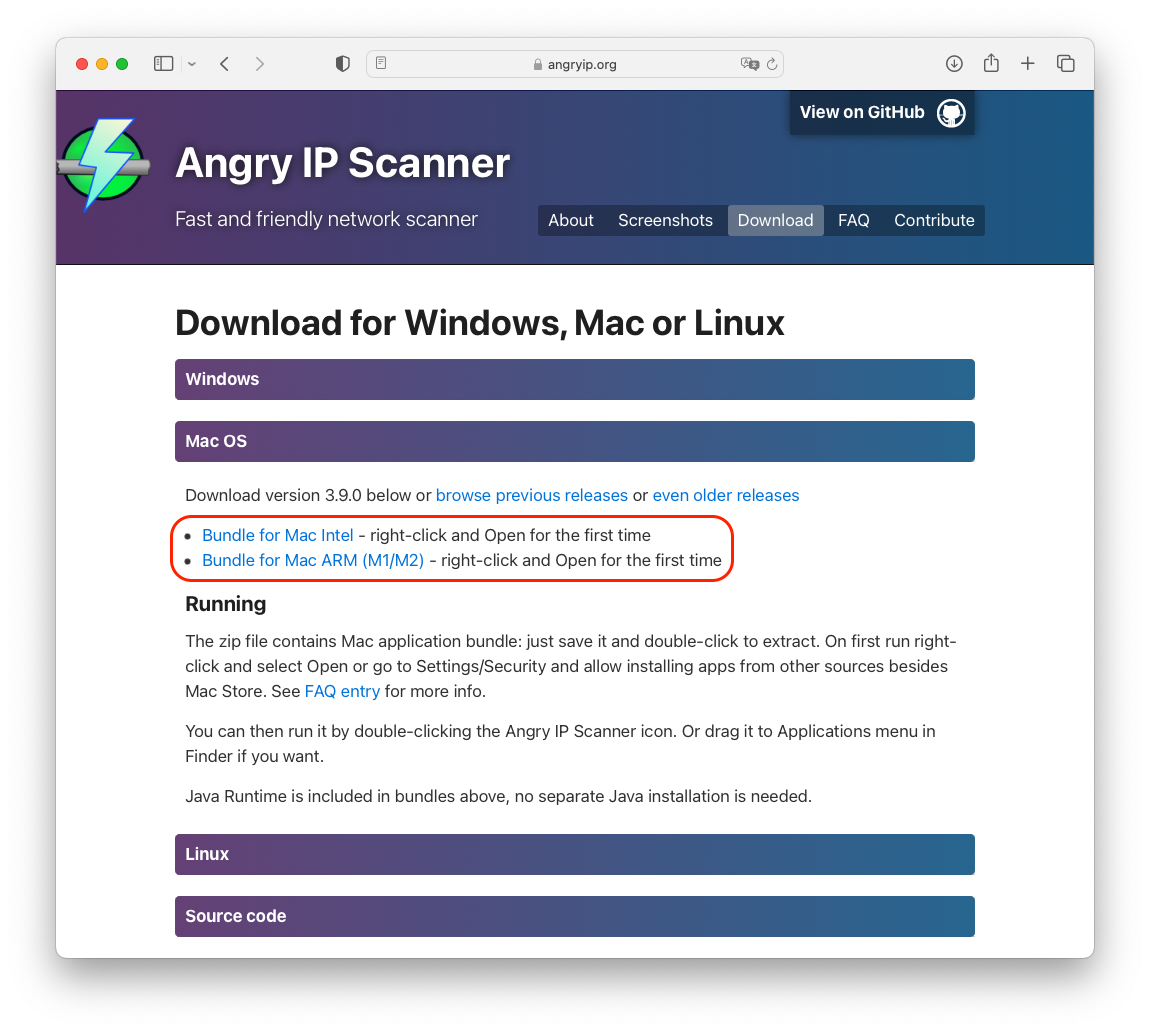 angryip.org
View on GitHub
Angry IP Scanner
Fast and friendly network scanner
About Screenshots Download FAQ Contribute
Download for Windows, Mac or Linux
Windows
Mac OS
Download version 3.9.0 below or browse previous releases or even older releases
• Bundle for Mac Intel - right-click and Open for the first time
• Bundle for Mac ARM (M1/M2) - right-click and Open for the first time
Running
The zip file contains Mac application bundle: just save it and double-click to extract. On first run right-
click and select Open or go to Settings/Security and allow installing apps from other sources besides
Mac Store. See FAQ entry for more info.
You can then run it by double-clicking the Angry IP Scanner icon. Or drag it to Applications menu in
Finder if you want.
Java Runtime is included in bundles above, no separate Java installation is needed.
Linux
Source code